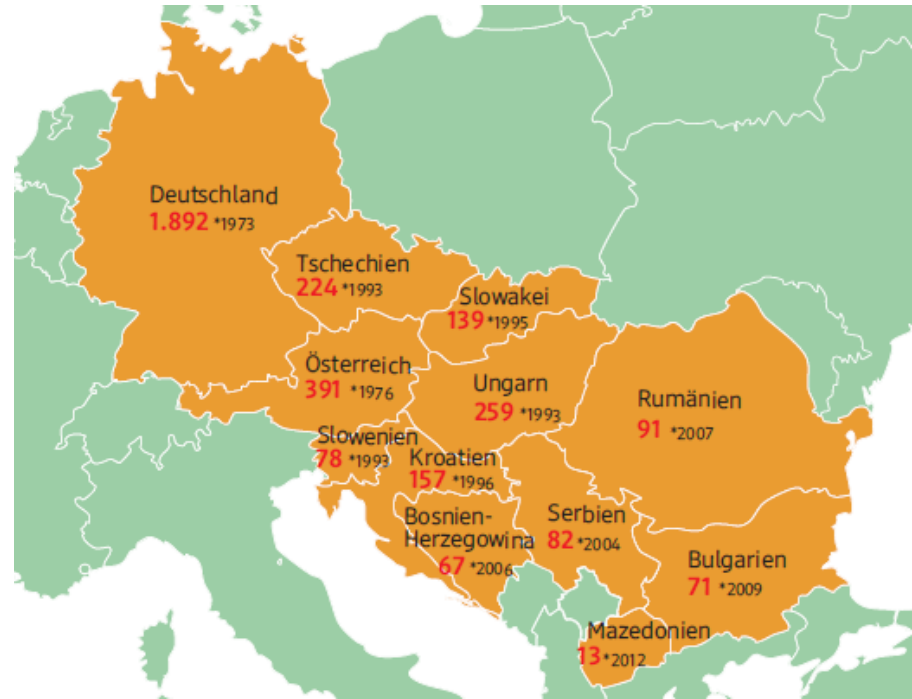 Deutschland
1.892 *1973
Tschechien
224 *1993
Slowakei
139 *1995
Österreich
391 *1976
Ungarn
259 *1993
Rumänien
91 *2007
Slowenien
78 *1993
Kroatien
157 *1996
Bosnien-
Herzegowina
67 *2006
Serbien
82 *2004
Bulgarien
71 *2009
Mazedonien
13 *2012